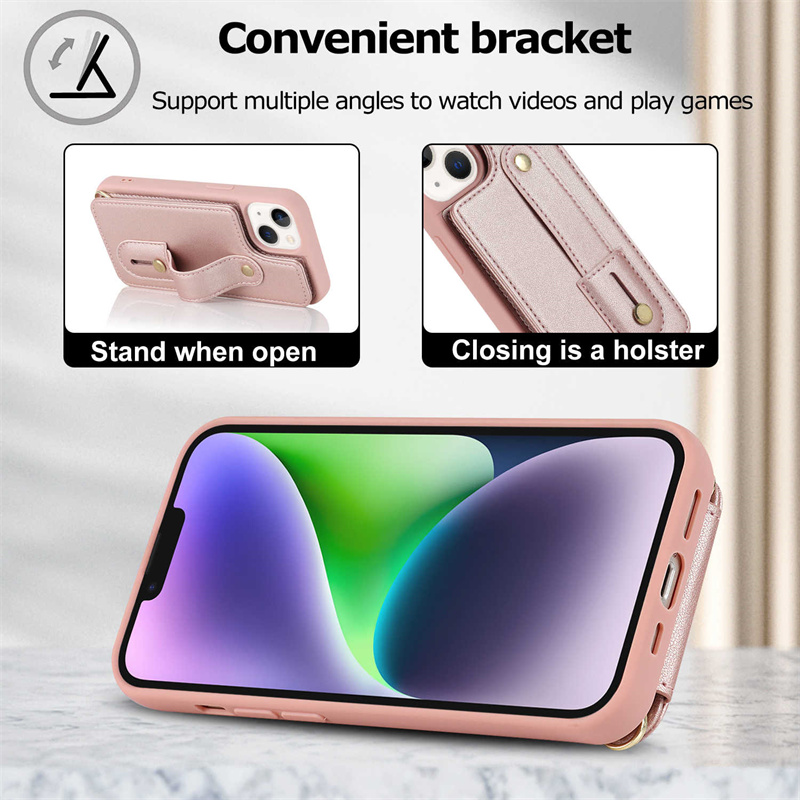 Convenient bracket
Support multiple angles to watch videos and play games
Stand when open
Closing is a holster